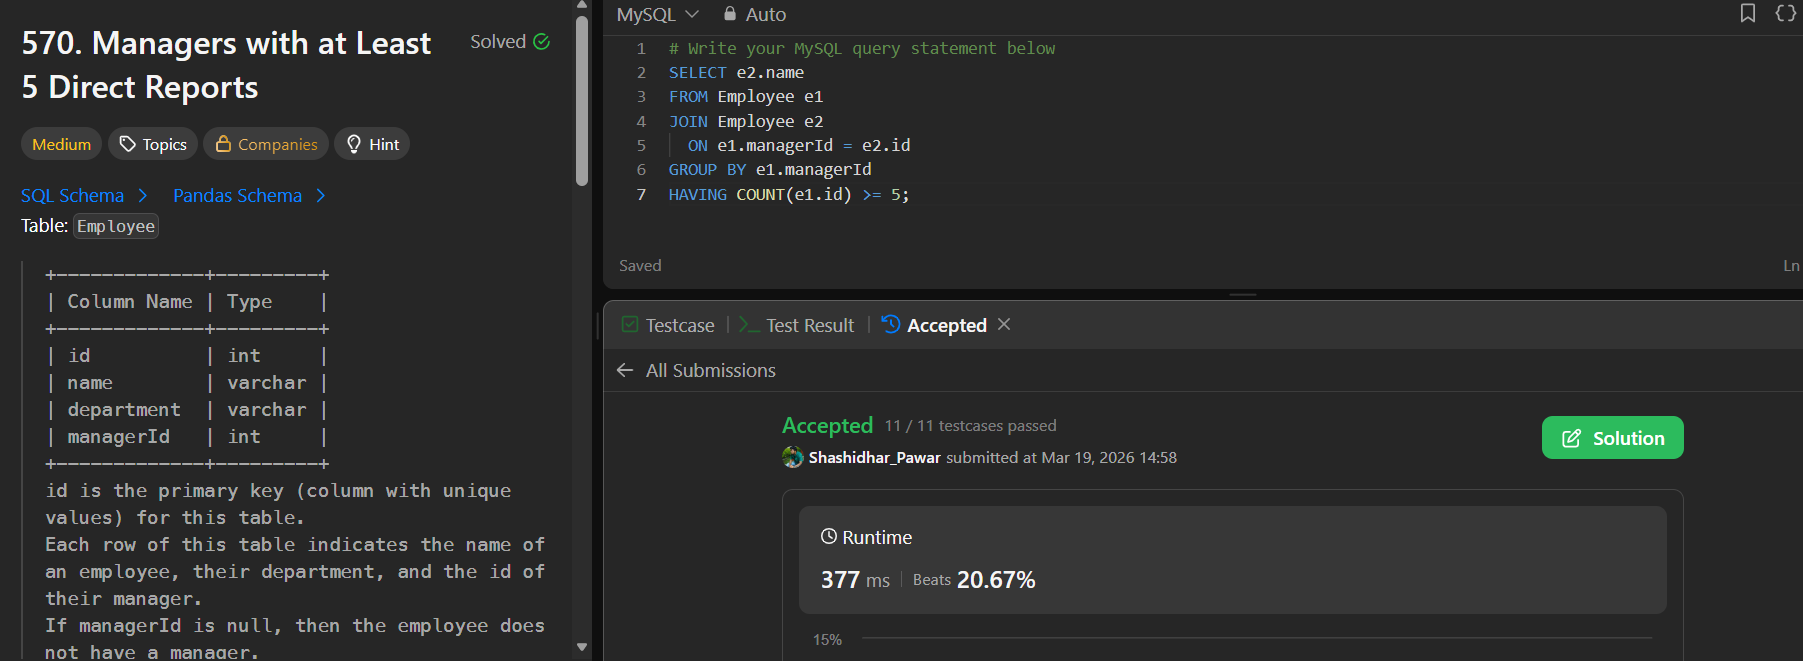 570. Managers with at Least
5 Direct Reports
Solved
Medium
Topics
Companies
Hint
SQL Schema >
Pandas Schema >
Table: Employee
+-------------+---------+
| Column Name | Type    |
+-------------+---------+
| id          | int     |
| name        | varchar |
| department  | varchar |
| managerId   | int     |
+-------------+---------+
id is the primary key (column with unique
values) for this table.
Each row of this table indicates the name of
an employee, their department, and the id of
their manager.
If managerId is null, then the employee does
not have a manager.
MySQL
Auto
1 # Write your MySQL query statement below
2 SELECT e2.name
3 FROM Employee e1
4 JOIN Employee e2
5   ON e1.managerId = e2.id
6 GROUP BY e1.managerId
7 HAVING COUNT(e1.id) >= 5;
Saved
Ln
Testcase
Test Result
Accepted
All Submissions
Accepted 11 / 11 testcases passed
Shashidhar_Pawar submitted at Mar 19, 2026 14:58
Solution
Runtime
377 ms | Beats 20.67%
15%